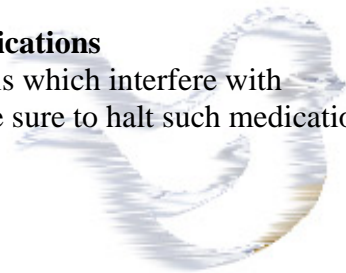 ications
s which interfere with
e sure to halt such medicatio